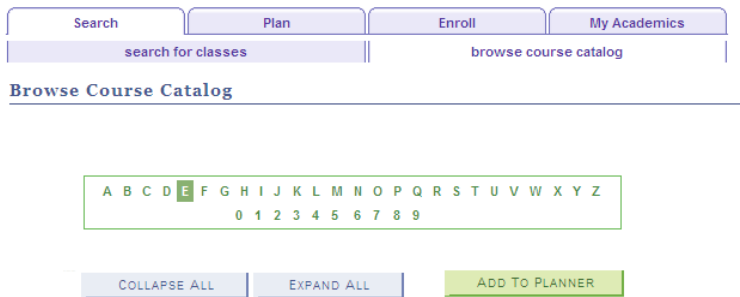 Search Plan Enroll My Academics
search for classes browse course catalog
Browse Course Catalog
A B C D E F G H I J K L M N O P Q R S T U V W X Y Z
0 1 2 3 4 5 6 7 8 9
COLLAPSE ALL EXPAND ALL ADD TO PLANNER